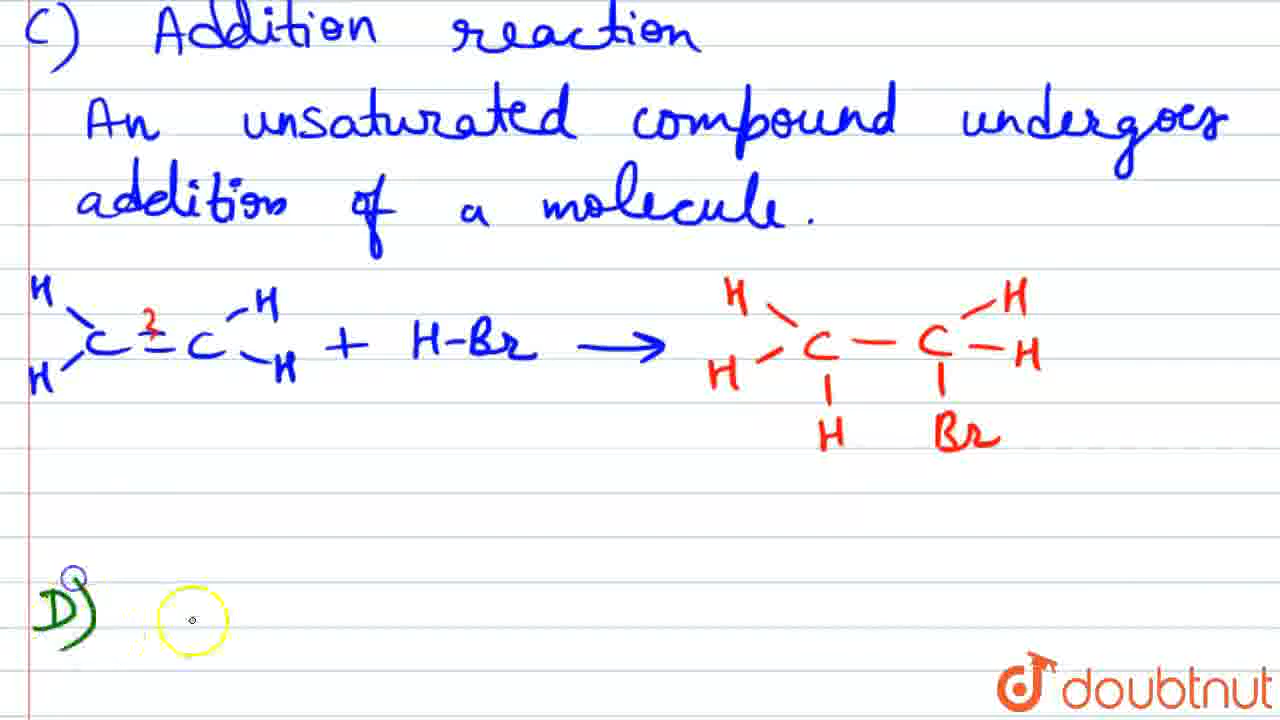 C) Addition reaction
An unsaturated compound undergoes
addition of a molecule.
H H H H
C = C + H-Br → C - C
H H H H
H Br
D)
doubtnut